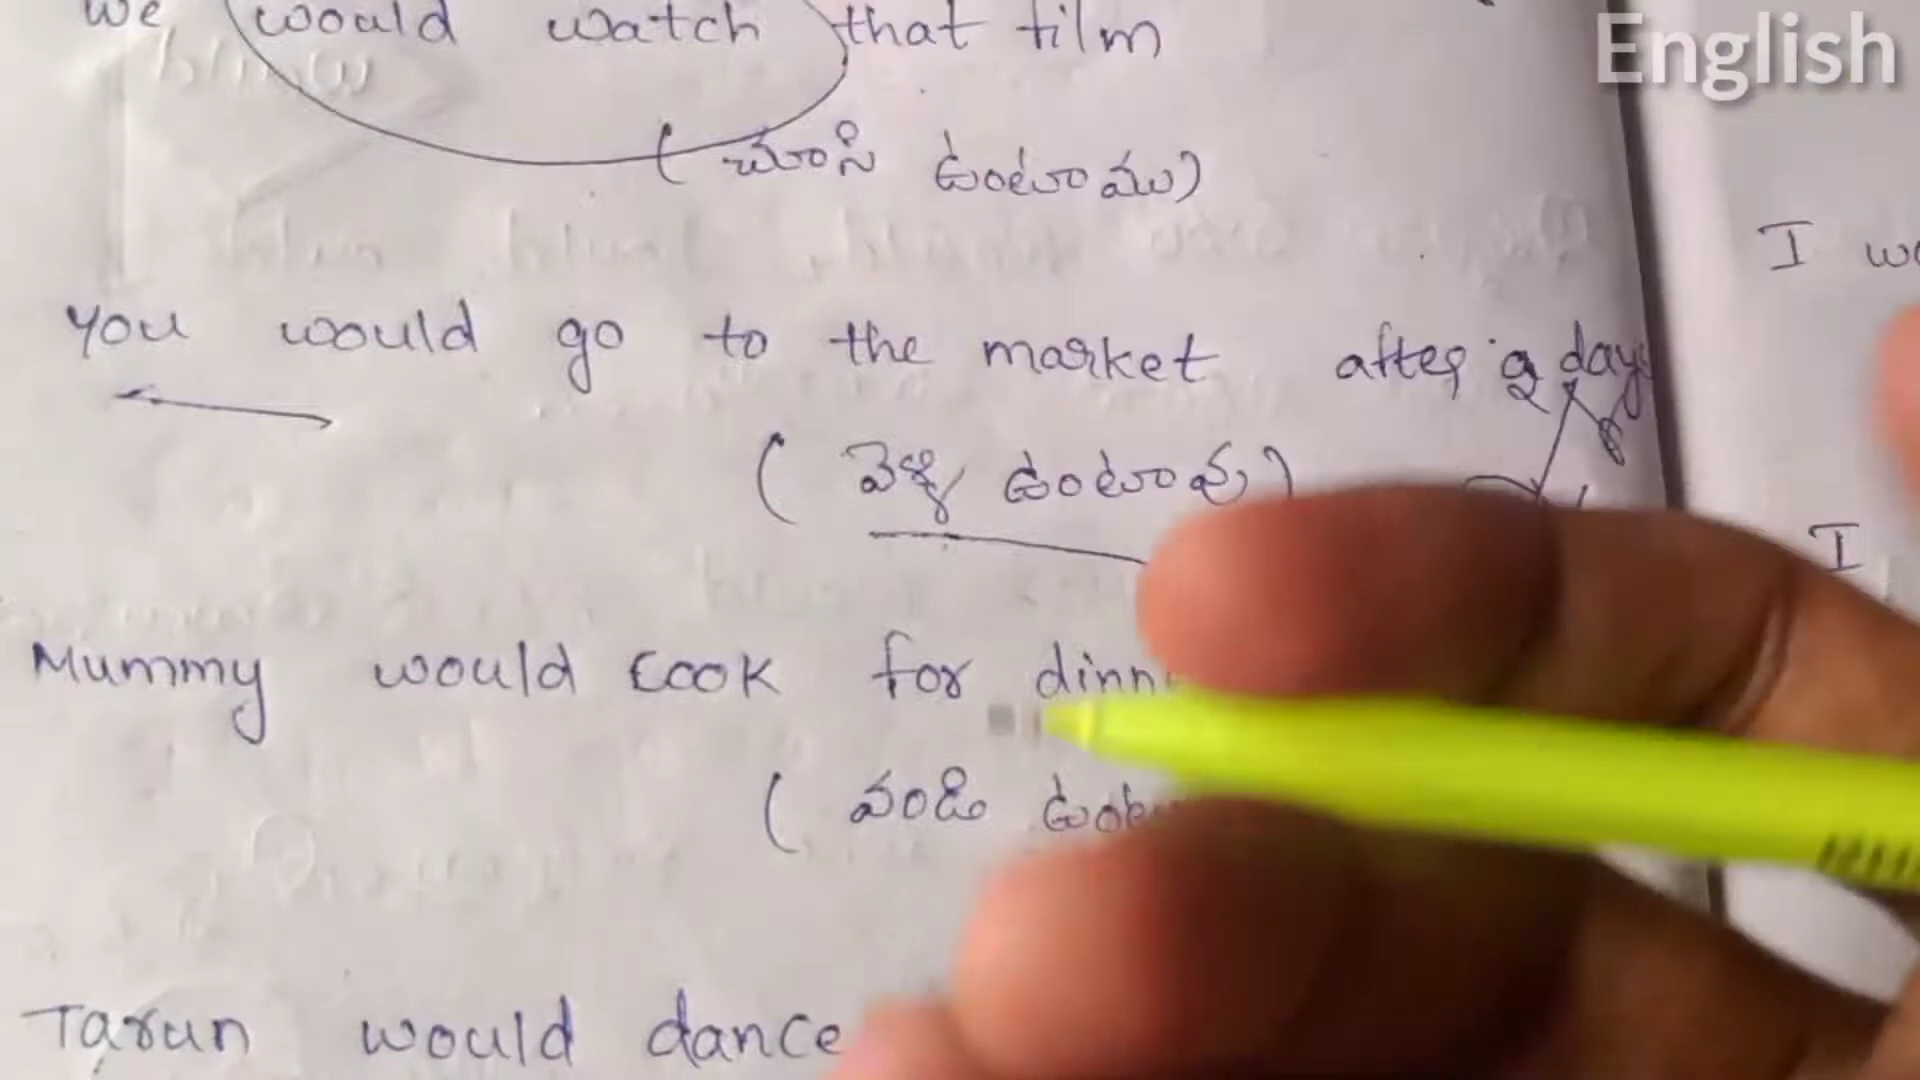 English
We would watch that film
(చూసి ఉంటాము)
I
You would go to the market after 2 days
(వెళ్ళి ఉంటావు)
I
Mummy would cook for
(వండి
Tarun would dance